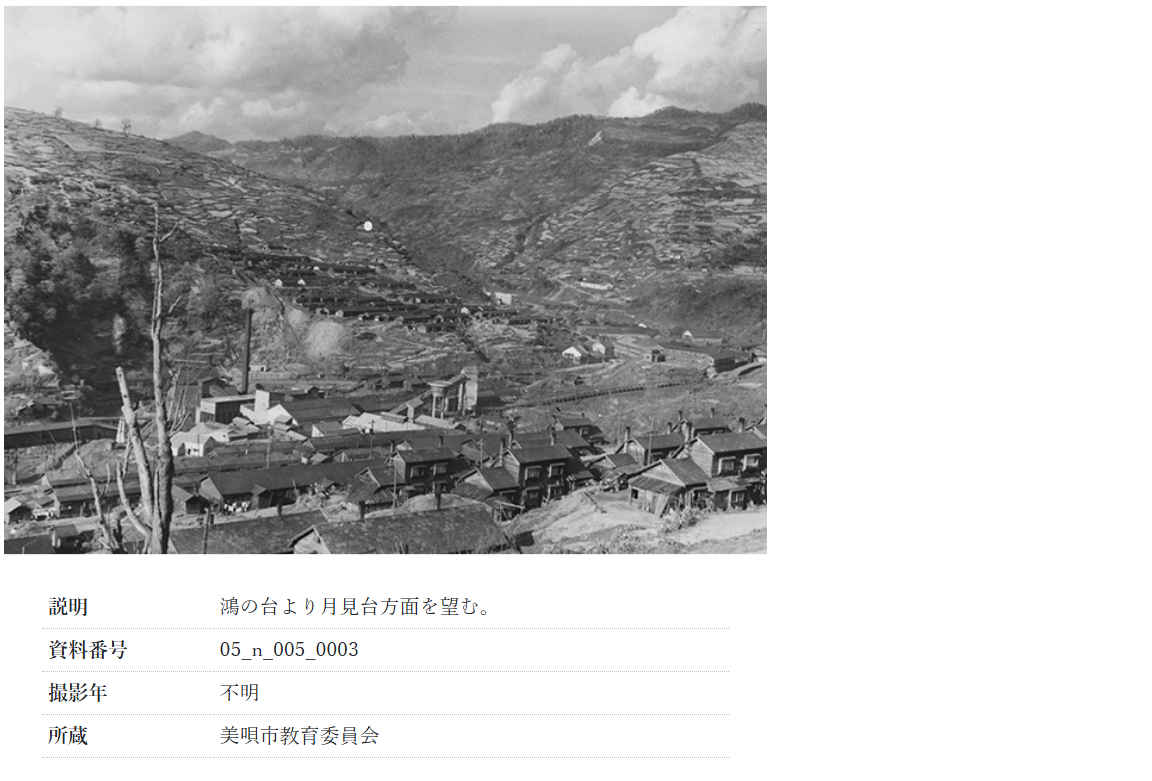 説明 鴻の台より月見台方面を望む。
資料番号 05_n_005_0003
撮影年 不明
所蔵 美唄市教育委員会